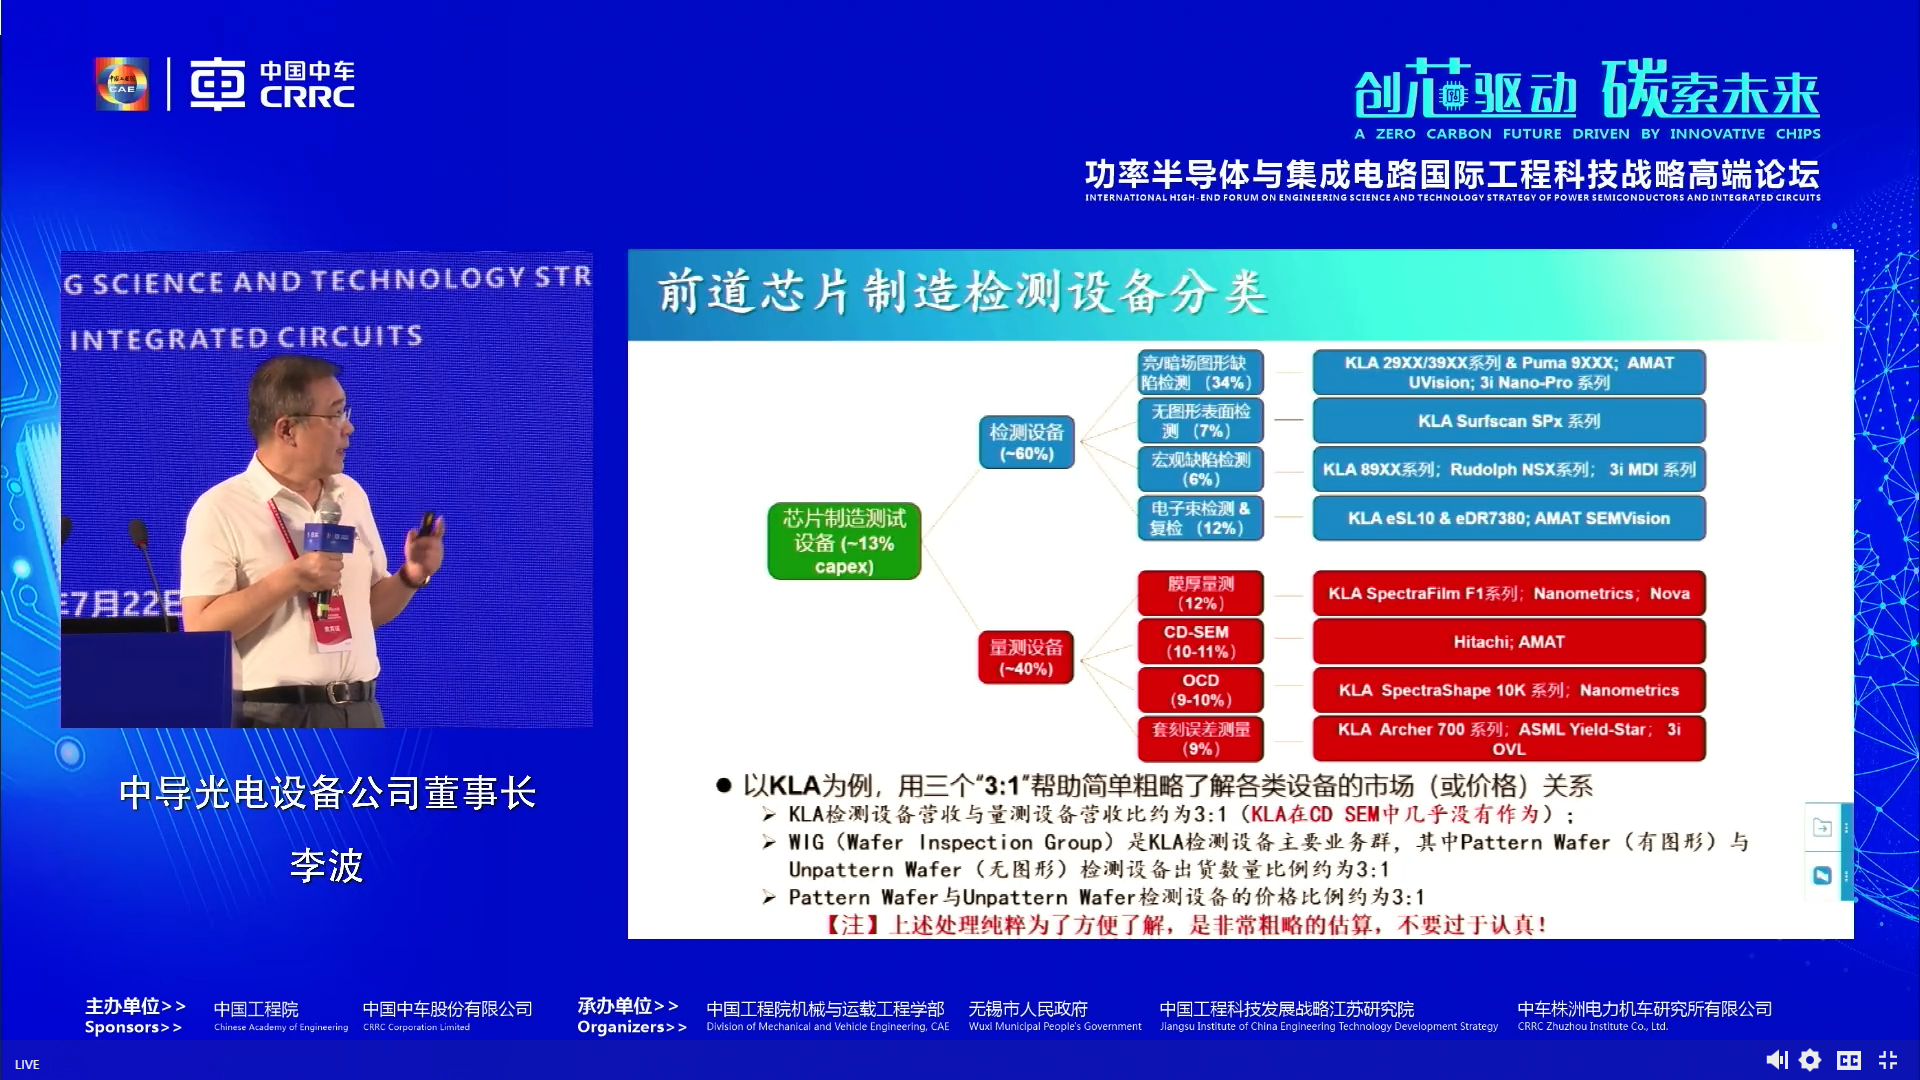 中国工程院
CAE
中国中车
CRRC
创芯驱动 碳索未来
A ZERO CARBON FUTURE DRIVEN BY INNOVATIVE CHIPS
功率半导体与集成电路国际工程科技战略高端论坛
INTERNATIONAL HIGH-END FORUM ON ENGINEERING SCIENCE AND TECHNOLOGY STRATEGY OF POWER SEMICONDUCTORS AND INTEGRATED CIRCUITS
G SCIENCE AND TECHNOLOGY STR
INTEGRATED CIRCUITS
年7月22日
中导光电设备公司董事长
李波
前道芯片制造检测设备分类
芯片制造测试
设备 (~13%
capex)
检测设备
(~60%)
亮/暗场图形缺
陷检测 （34%）
KLA 29XX/39XX系列 & Puma 9XXX；AMAT
UVision; 3i Nano-Pro 系列
无图形表面检
测 （7%）
KLA Surfscan SPx 系列
宏观缺陷检测
（6%）
KLA 89XX系列；Rudolph NSX系列； 3i MDI 系列
电子束检测 &
复检 （12%）
KLA eSL10 & eDR7380; AMAT SEMVision
量测设备
(~40%)
膜厚量测
（12%）
KLA SpectraFilm F1系列；Nanometrics；Nova
CD-SEM
（10-11%）
Hitachi; AMAT
OCD
(9-10%)
KLA SpectraShape 10K 系列；Nanometrics
套刻误差测量
（9%）
KLA Archer 700 系列；ASML Yield-Star； 3i
OVL
● 以KLA为例，用三个“3:1”帮助简单粗略了解各类设备的市场（或价格）关系
➢ KLA检测设备营收与量测设备营收比约为3:1（KLA在CD SEM中几乎没有作为）；
➢ WIG（Wafer Inspection Group）是KLA检测设备主要业务群，其中Pattern Wafer（有图形）与
Unpattern Wafer（无图形）检测设备出货数量比例约为3:1
➢ Pattern Wafer与Unpattern Wafer检测设备的价格比例约为3:1
【注】上述处理纯粹为了方便了解，是非常粗略的估算，不要过于认真！
主办单位>>
Sponsors>>
中国工程院
Chinese Academy of Engineering
中国中车股份有限公司
CRRC Corporation Limited
承办单位>>
Organizers>>
中国工程院机械与运载工程学部
Division of Mechanical and Vehicle Engineering, CAE
无锡市人民政府
Wuxi Municipal People's Government
中国工程科技发展战略江苏研究院
Jiangsu Institute of China Engineering Technology Development Strategy
中车株洲电力机车研究所有限公司
CRRC Zhuzhou Institute Co., Ltd.
LIVE
CC